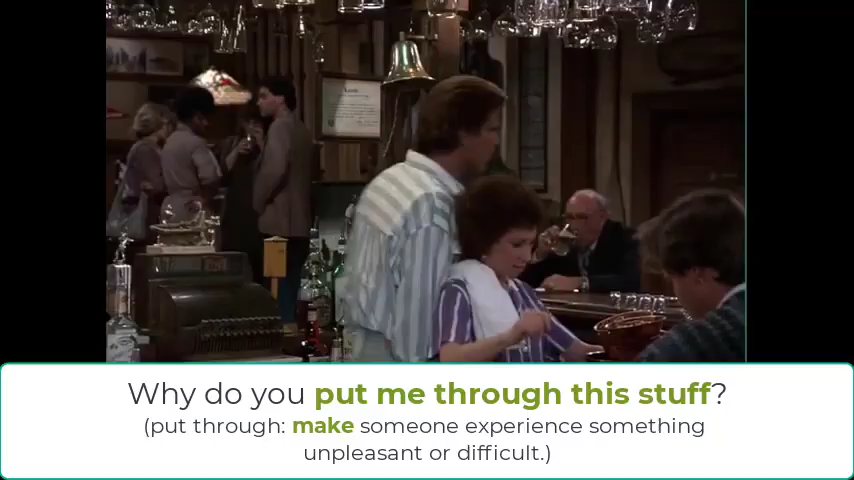 Why do you put me through this stuff?
(put through: make someone experience something
unpleasant or difficult.)